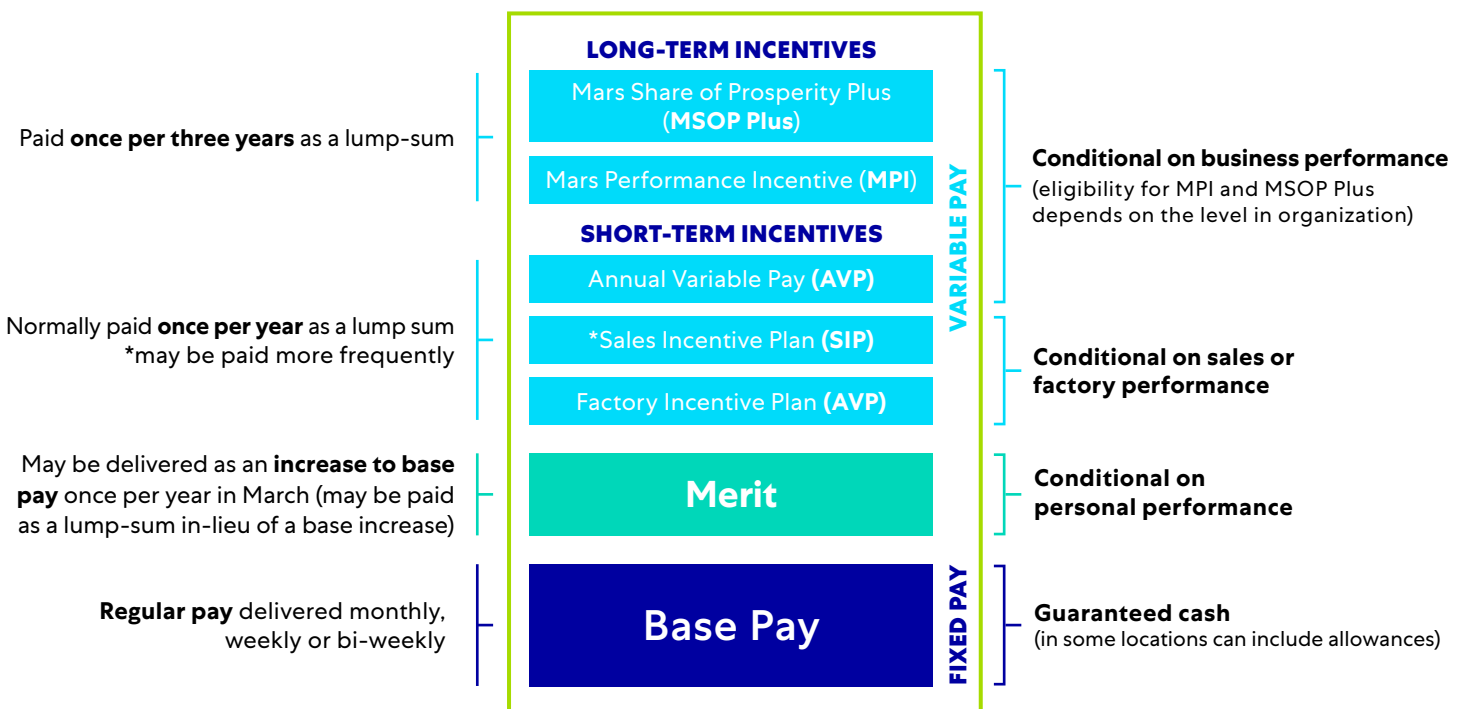 LONG-TERM INCENTIVES
Mars Share of Prosperity Plus
(MSOP Plus)
Mars Performance Incentive (MPI)
Paid once per three years as a lump-sum
SHORT-TERM INCENTIVES
Annual Variable Pay (AVP)
*Sales Incentive Plan (SIP)
Factory Incentive Plan (AVP)
Normally paid once per year as a lump sum
*may be paid more frequently
VARIABLE PAY
Conditional on business performance
(eligibility for MPI and MSOP Plus
depends on the level in organization)
Conditional on sales or
factory performance
May be delivered as an increase to base
pay once per year in March (may be paid
as a lump-sum in-lieu of a base increase)
Merit
Conditional on
personal performance
Regular pay delivered monthly,
weekly or bi-weekly
Base Pay
FIXED PAY
Guaranteed cash
(in some locations can include allowances)